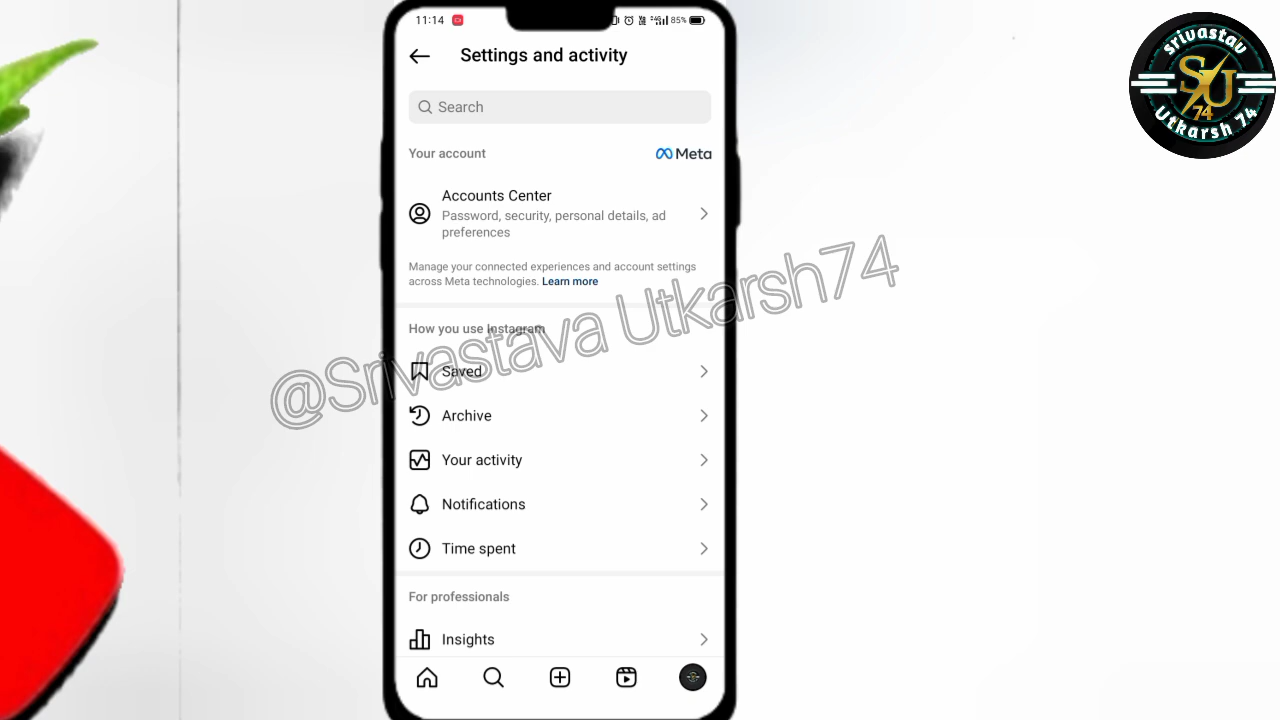 11:14
85%
Settings and activity
Search
Your account
Meta
Accounts Center
Password, security, personal details, ad
preferences
Manage your connected experiences and account settings
across Meta technologies. Learn more
How you use Instagram
Saved
Archive
Your activity
Notifications
Time spent
For professionals
Insights
@Srivastava Utkarsh74
srivastav
SU
74
Utkarsh 74